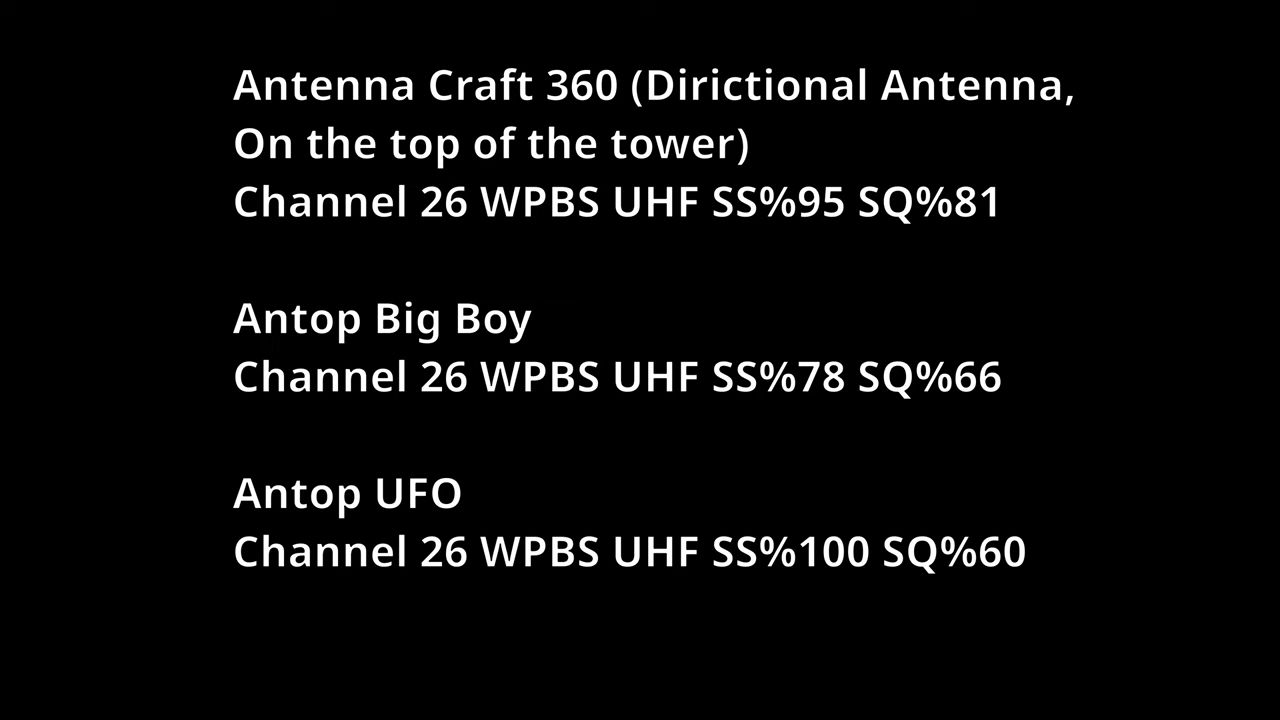 Antenna Craft 360 (Dirictional Antenna,
On the top of the tower)
Channel 26 WPBS UHF SS%95 SQ%81
Antop Big Boy
Channel 26 WPBS UHF SS%78 SQ%66
Antop UFO
Channel 26 WPBS UHF SS%100 SQ%60